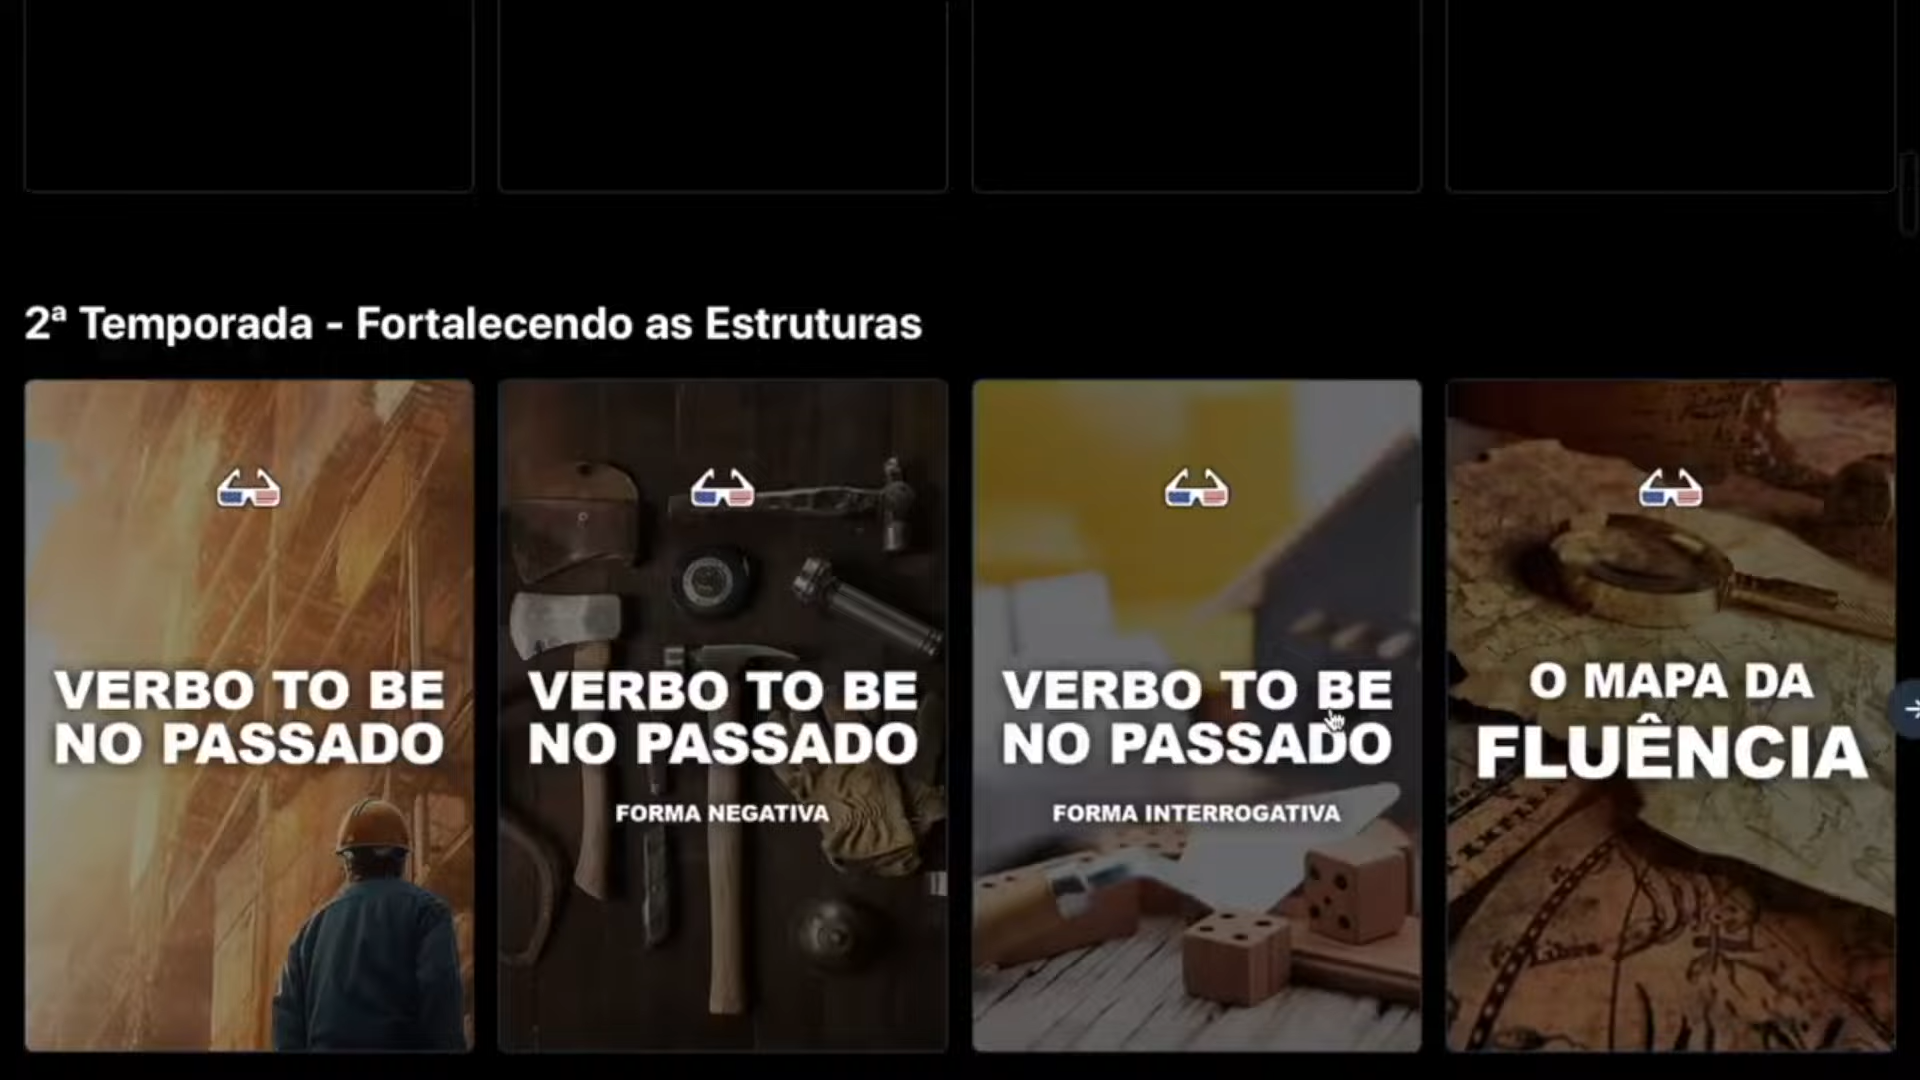 2ª Temporada - Fortalecendo as Estruturas
VERBO TO BE
NO PASSADO
VERBO TO BE
NO PASSADO
FORMA NEGATIVA
VERBO TO BE
NO PASSADO
FORMA INTERROGATIVA
O MAPA DA
FLUÊNCIA